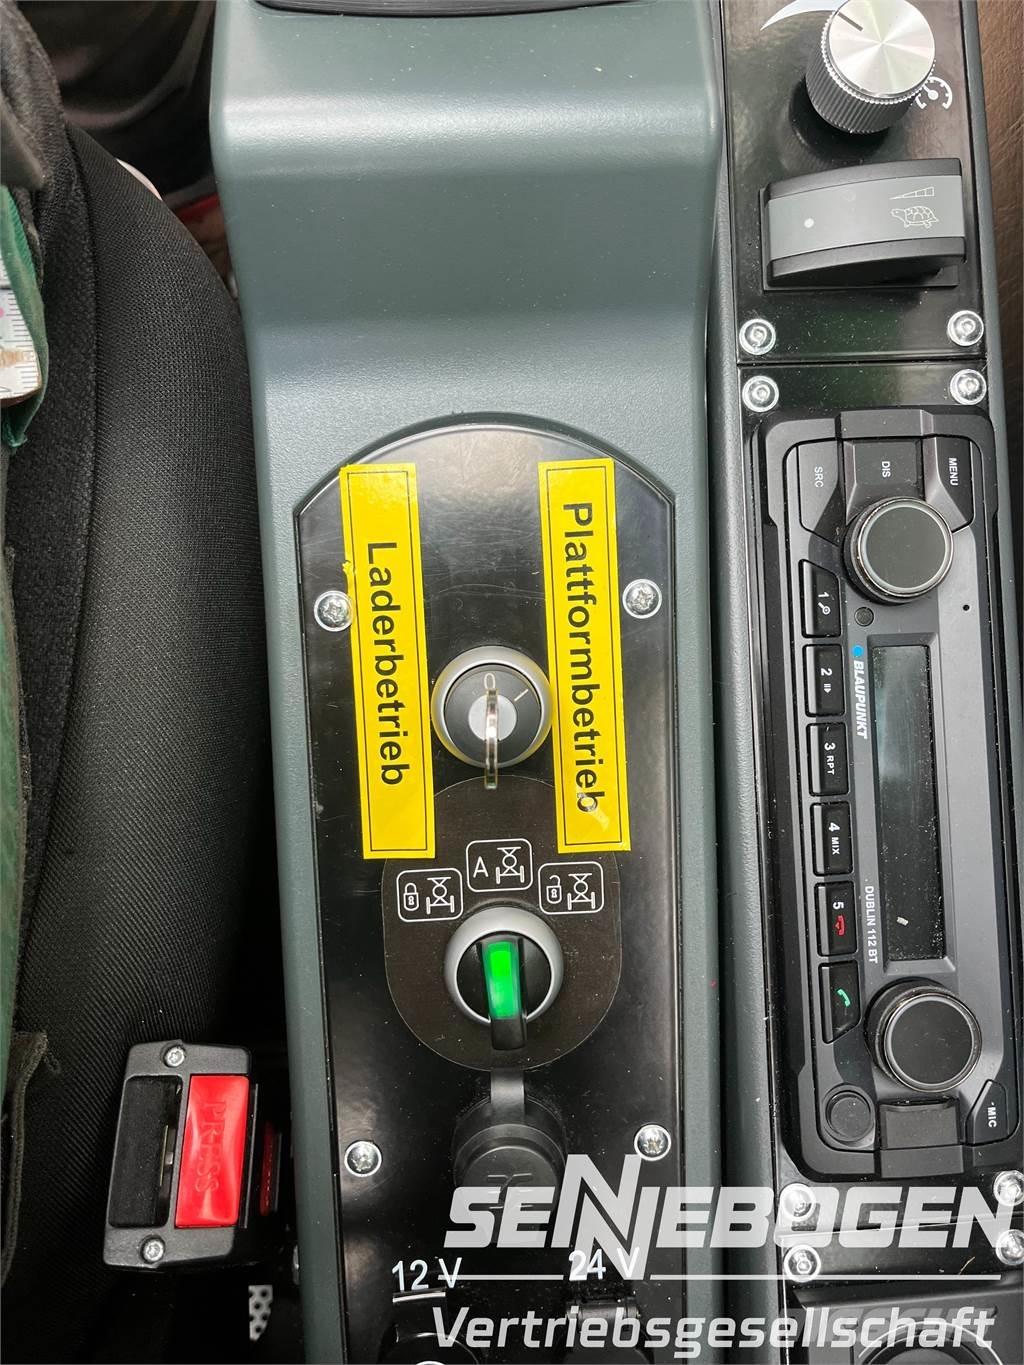 Laderbetrieb
Plattformbetrieb
0 I
A
SRC
DIS
MENU
1
2
3 RPT
4 MIX
5
BLAUPUNKT
DUBLIN 112 BT
MIC
PRESS
12 V
24 V
SENNEBOGEN
Vertriebsgesellschaft